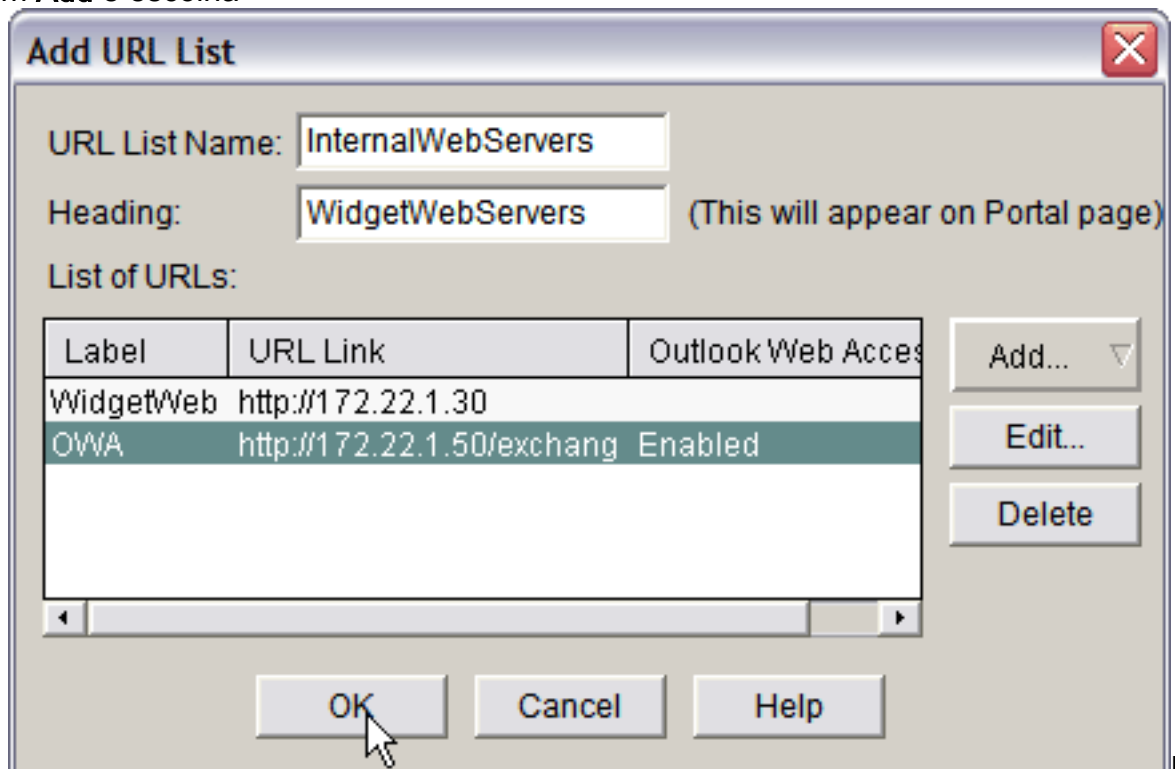 Add URL List
URL List Name: InternalWebServers
Heading: WidgetWebServers (This will appear on Portal page)
List of URLs:
Label URL Link Outlook Web Acces
Add...
WidgetWeb http://172.22.1.30
OWA http://172.22.1.50/exchang Enabled
Edit...
Delete
OK Cancel Help